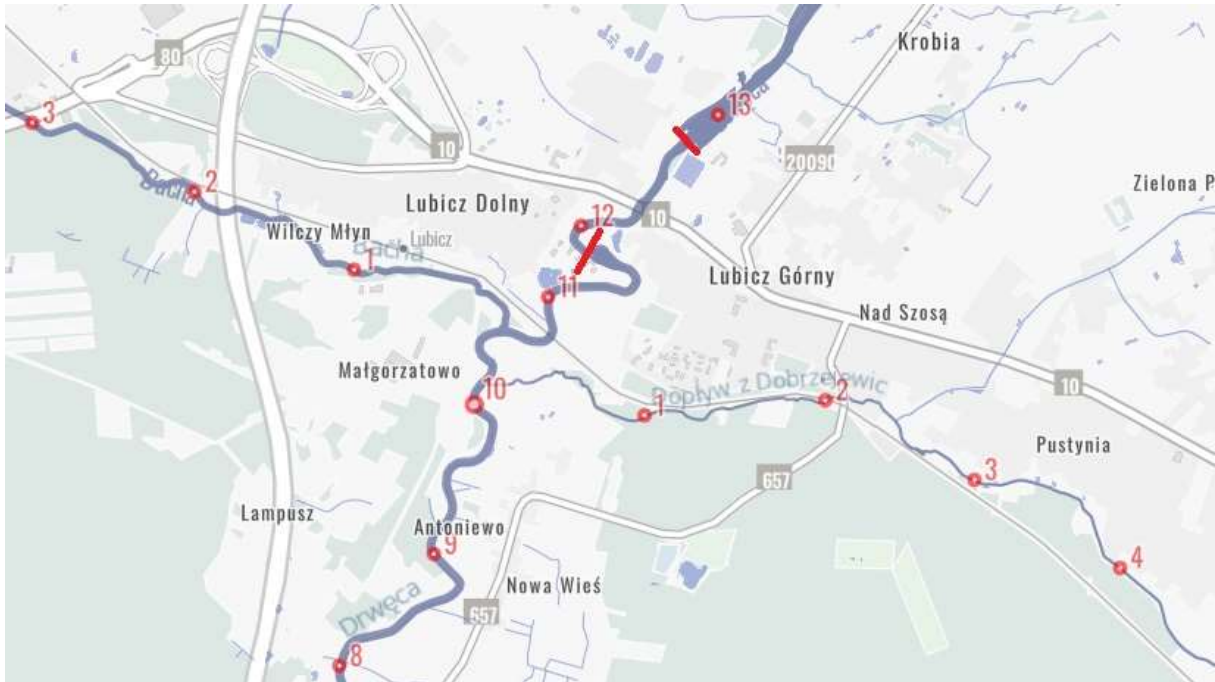 Krobia
80
13
3
10
20090
Zielona P
2
Bacha
Lubicz Dolny
12
10
Wilczy Młyn
Bacha
Lubicz
1
11
Lubicz Górny
Nad Szosą
Małgorzatowo
10
Dopływ z Dobrzejewic
10
1
2
Pustynia
3
657
Lampusz
Antoniewo
9
4
Nowa Wieś
Drwęca
657
8